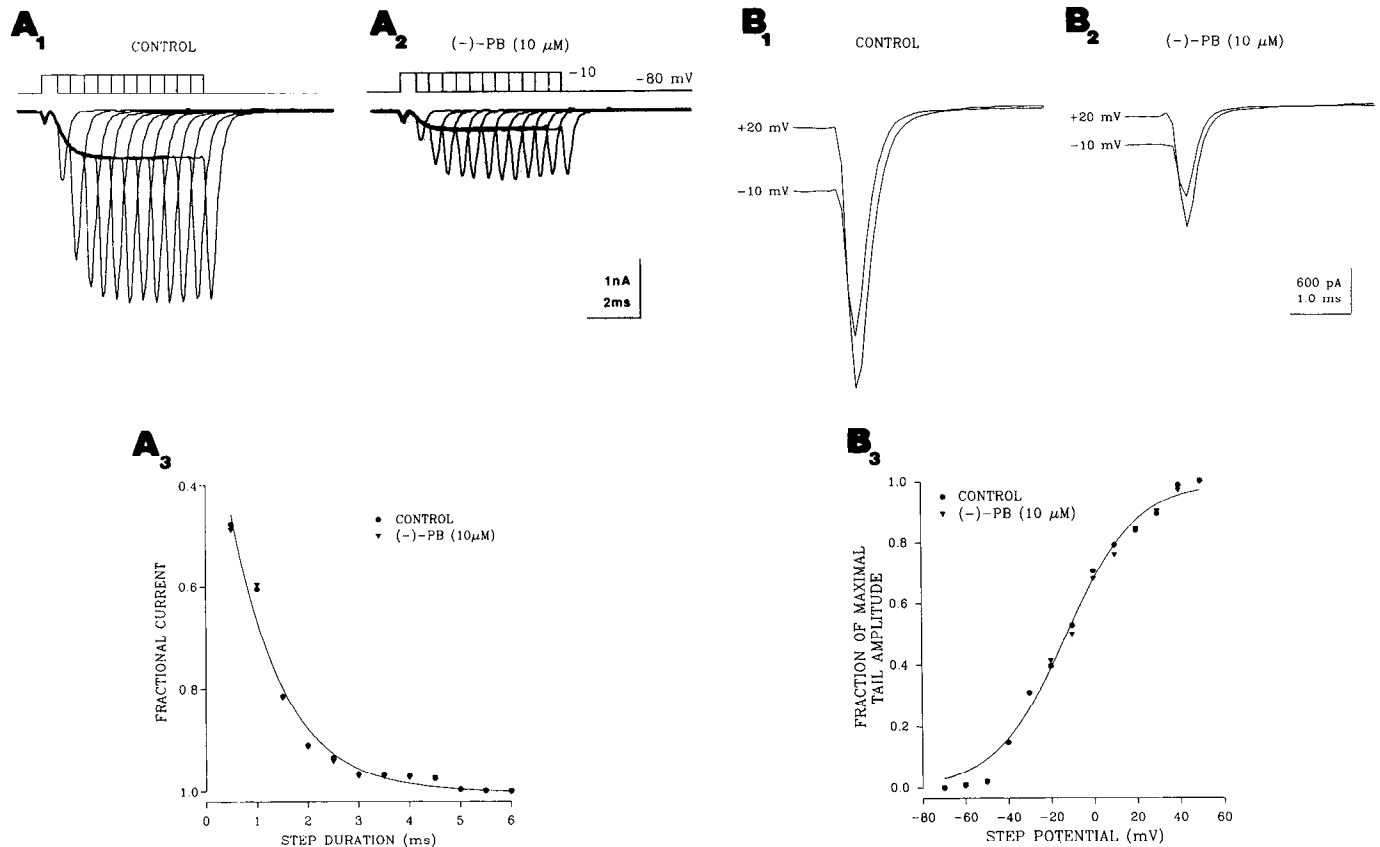 A1
CONTROL
A2
(-)-PB (10 μM)
-10
-80 mV
1nA
2ms
B1
CONTROL
+20 mV
-10 mV
B2
(-)-PB (10 μM)
+20 mV
-10 mV
600 pA
1.0 ms
A3
0.4
0.6
0.8
1.0
FRACTIONAL CURRENT
CONTROL
(-)-PB (10μM)
0 1 2 3 4 5 6
STEP DURATION (ms)
B3
1.0
0.8
0.6
0.4
0.2
0.0
FRACTION OF MAXIMAL
TAIL AMPLITUDE
CONTROL
(-)-PB (10 μM)
-80 -60 -40 -20 0 20 40 60
STEP POTENTIAL (mV)